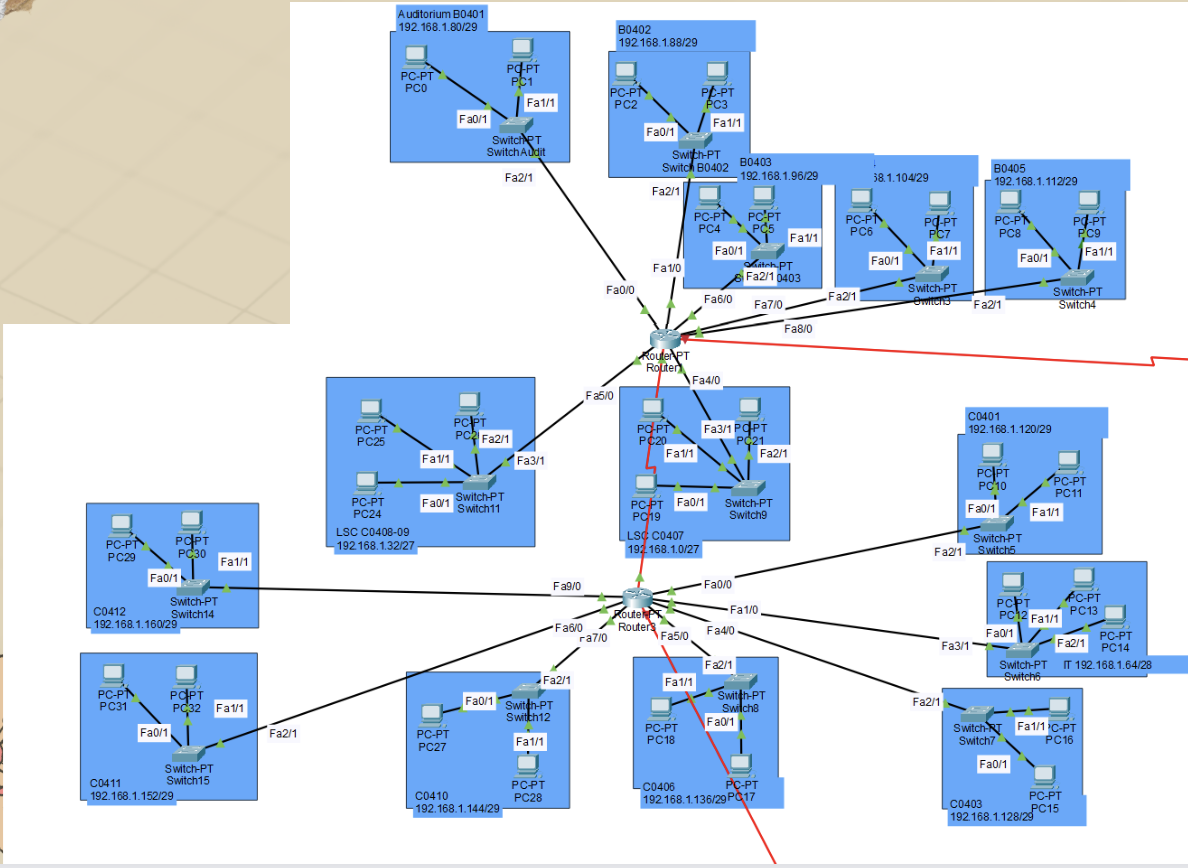 Auditorium B0401
192.168.1.80/29
PC-PT
PC0
PC-PT
PC1
Fa0/1
Fa1/1
Switch-PT
SwitchAudit
Fa2/1
B0402
192.168.1.88/29
PC-PT
PC2
PC-PT
PC3
Fa0/1
Fa1/1
Switch-PT
Switch B0402
Fa2/1
B0403
192.168.1.96/29
PC-PT
PC4
PC-PT
PC5
Fa0/1
Fa1/1
Switch-PT
0403
Fa2/1
68.1.104/29
PC-PT
PC6
PC-PT
PC7
Fa0/1
Fa1/1
Switch-PT
Switch3
Fa2/1
B0405
192.168.1.112/29
PC-PT
PC8
PC-PT
PC9
Fa0/1
Fa1/1
Switch-PT
Switch4
Fa2/1
Fa0/0
Fa1/0
Fa6/0
Fa7/0
Fa8/0
Router-PT
Fa5/0
Fa4/0
PC-PT
PC25
PC-PT
Fa2/1
Fa1/1
Fa3/1
PC-PT
PC24
Fa0/1
Switch-PT
Switch11
LSC C0408-09
192.168.1.32/27
PC-PT
PC20
Fa3/1
PC-PT
PC21
Fa1/1
Fa2/1
PC-PT
PC19
Fa0/1
Switch-PT
Switch9
LSC C0407
192.168.1.0/27
C0401
192.168.1.120/29
PC-PT
PC10
PC-PT
PC11
Fa0/1
Fa1/1
Switch-PT
Switch5
Fa2/1
PC-PT
PC29
PC-PT
PC30
Fa0/1
Fa1/1
Switch-PT
Switch14
C0412
192.168.1.160/29
Fa9/0
Fa0/0
Fa1/0
Fa4/0
Fa5/0
Fa6/0
Fa7/0
Router-PT
Router3
PC-PT
PC12
PC-PT
PC13
PC-PT
PC14
Fa0/1
Fa1/1
Fa2/1
Fa3/1
Switch-PT
Switch6
IT 192.168.1.64/28
PC-PT
PC31
PC-PT
PC32
Fa0/1
Fa1/1
Fa2/1
Switch-PT
Switch15
C0411
192.168.1.152/29
Fa2/1
Fa0/1
Switch-PT
Switch12
PC-PT
PC27
Fa1/1
PC-PT
PC28
C0410
192.168.1.144/29
Fa2/1
Fa1/1
Switch-PT
Switch8
PC-PT
PC18
Fa0/1
PC-PT
PC17
C0406
192.168.1.136/29
Fa2/1
Switch-PT
Switch7
Fa1/1
PC-PT
PC16
Fa0/1
PC-PT
PC15
C0403
192.168.1.128/29